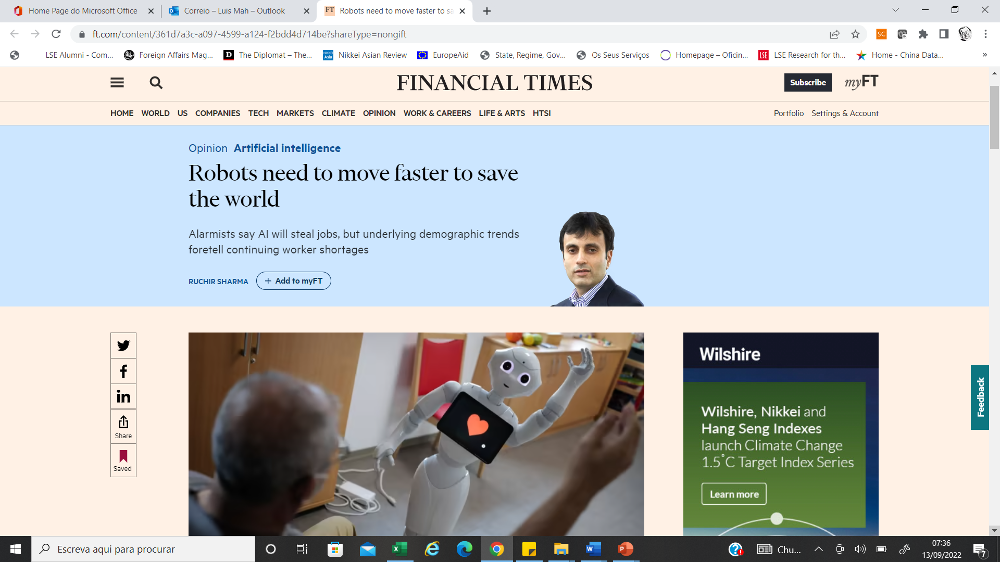 Home Page do Microsoft Office
Correio – Luis Mah – Outlook
FT
Robots need to move faster to sa
ft.com/content/361d7a3c-a097-4599-a124-f2bdd4d714be?shareType=nongift
SC
LSE Alumni - Com...
Foreign Affairs Mag...
D
The Diplomat – The...
NIKKEI Asia
Nikkei Asian Review
EuropeAid
State, Regime, Gov...
Os Seus Serviços
Homepage – Oficin...
LSE
LSE Research for th...
Home - China Data...
»
FINANCIAL TIMES
Subscribe
myFT
HOME WORLD US COMPANIES TECH MARKETS CLIMATE OPINION WORK & CAREERS LIFE & ARTS HTSI
Portfolio Settings & Account
Opinion Artificial intelligence
Robots need to move faster to save
the world
Alarmists say AI will steal jobs, but underlying demographic trends
foretell continuing worker shortages
RUCHIR SHARMA
+ Add to myFT
Share
Saved
Wilshire
Wilshire, Nikkei and
Hang Seng Indexes
launch Climate Change
1.5°C Target Index Series
Learn more
Feedback
Escreva aqui para procurar
Chu...
07:36
13/09/2022
7